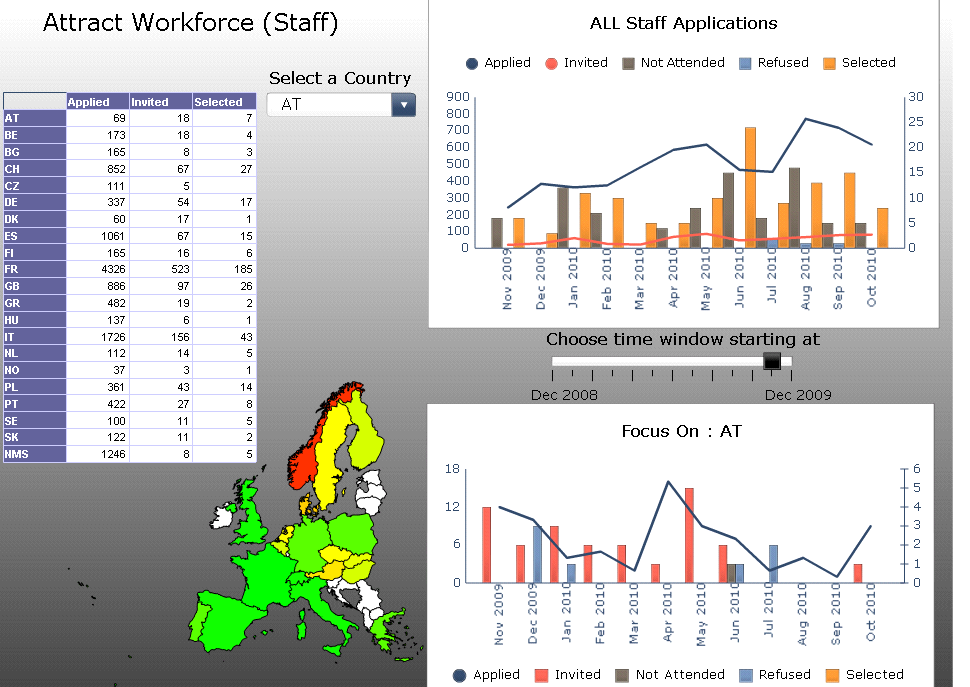 Attract Workforce (Staff)
Select a Country
AT
Applied Invited Selected
AT 69 18 7
BE 173 18 4
BG 165 8 3
CH 852 67 27
CZ 111 5
DE 337 54 17
DK 60 17 1
ES 1061 67 15
FI 165 16 6
FR 4326 523 185
GB 886 97 26
GR 482 19 2
HU 137 6 1
IT 1726 156 43
NL 112 14 5
NO 37 3 1
PL 361 43 14
PT 422 27 8
SE 100 11 5
SK 122 11 2
NMS 1246 8 5
ALL Staff Applications
Applied Invited Not Attended Refused Selected
900 30
800 25
700
600 20
500
400 15
300 10
200
100 5
0 0
Nov 2009 Dec 2009 Jan 2010 Feb 2010 Mar 2010 Apr 2010 May 2010 Jun 2010 Jul 2010 Aug 2010 Sep 2010 Oct 2010
Choose time window starting at
Dec 2008 Dec 2009
Focus On : AT
18 6
5
12 4
3
6 2
1
0 0
Nov 2009 Dec 2009 Jan 2010 Feb 2010 Mar 2010 Apr 2010 May 2010 Jun 2010 Jul 2010 Aug 2010 Sep 2010 Oct 2010
Applied Invited Not Attended Refused Selected